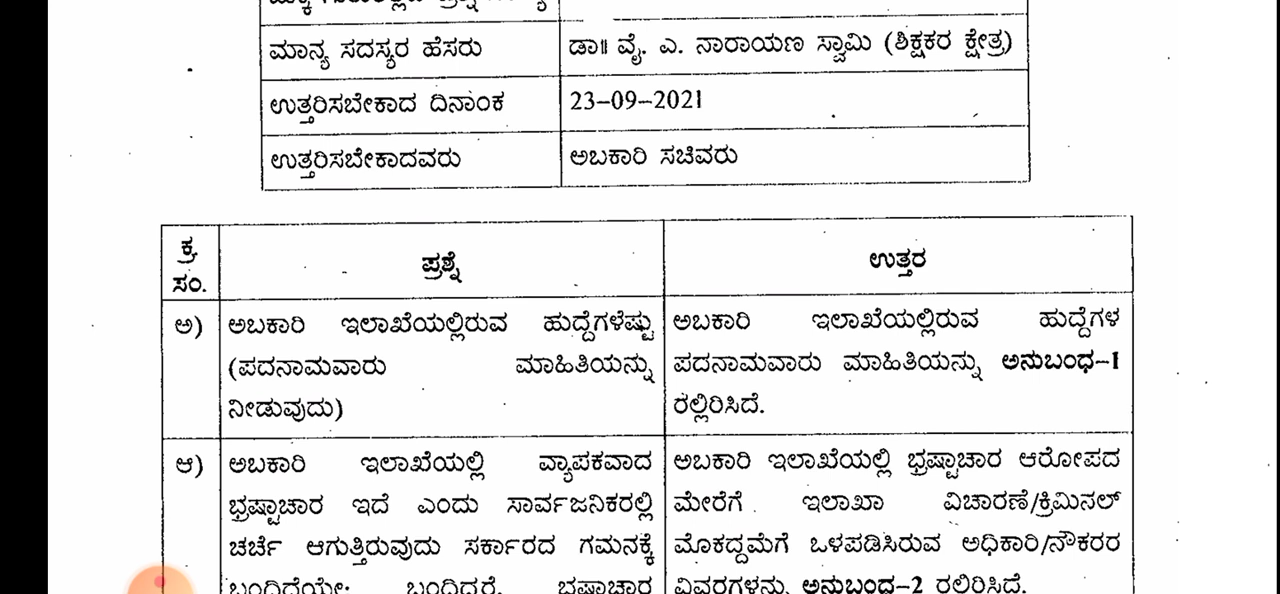 ಮಾನ್ಯ ಸದಸ್ಯರ ಹೆಸರು ಡಾ॥ ವೈ. ಎ. ನಾರಾಯಣ ಸ್ವಾಮಿ (ಶಿಕ್ಷಕರ ಕ್ಷೇತ್ರ)
ಉತ್ತರಿಸಬೇಕಾದ ದಿನಾಂಕ 23-09-2021
ಉತ್ತರಿಸಬೇಕಾದವರು ಅಬಕಾರಿ ಸಚಿವರು
ಕ್ರ.
ಸಂ.
ಪ್ರಶ್ನೆ
ಉತ್ತರ
ಅ)
ಅಬಕಾರಿ ಇಲಾಖೆಯಲ್ಲಿರುವ ಹುದ್ದೆಗಳೆಷ್ಟು
(ಪದನಾಮವಾರು ಮಾಹಿತಿಯನ್ನು
ನೀಡುವುದು)
ಅಬಕಾರಿ ಇಲಾಖೆಯಲ್ಲಿರುವ ಹುದ್ದೆಗಳ
ಪದನಾಮವಾರು ಮಾಹಿತಿಯನ್ನು ಅನುಬಂಧ-1
ರಲ್ಲಿರಿಸಿದೆ.
ಆ)
ಅಬಕಾರಿ ಇಲಾಖೆಯಲ್ಲಿ ವ್ಯಾಪಕವಾದ
ಭ್ರಷ್ಟಾಚಾರ ಇದೆ ಎಂದು ಸಾರ್ವಜನಿಕರಲ್ಲಿ
ಚರ್ಚೆ ಆಗುತ್ತಿರುವುದು ಸರ್ಕಾರದ ಗಮನಕ್ಕೆ
ಬಂದಿದೆಯೇ; ಬಂದಿದ್ದರೆ, ಭ್ರಷ್ಟಾಚಾರ
ಅಬಕಾರಿ ಇಲಾಖೆಯಲ್ಲಿ ಭ್ರಷ್ಟಾಚಾರ ಆರೋಪದ
ಮೇರೆಗೆ ಇಲಾಖಾ ವಿಚಾರಣೆ/ಕ್ರಿಮಿನಲ್
ಮೊಕದ್ದಮೆಗೆ ಒಳಪಡಿಸಿರುವ ಅಧಿಕಾರಿ/ನೌಕರರ
ವಿವರಗಳನ್ನು ಅನುಬಂಧ-2 ರಲ್ಲಿರಿಸಿದೆ.